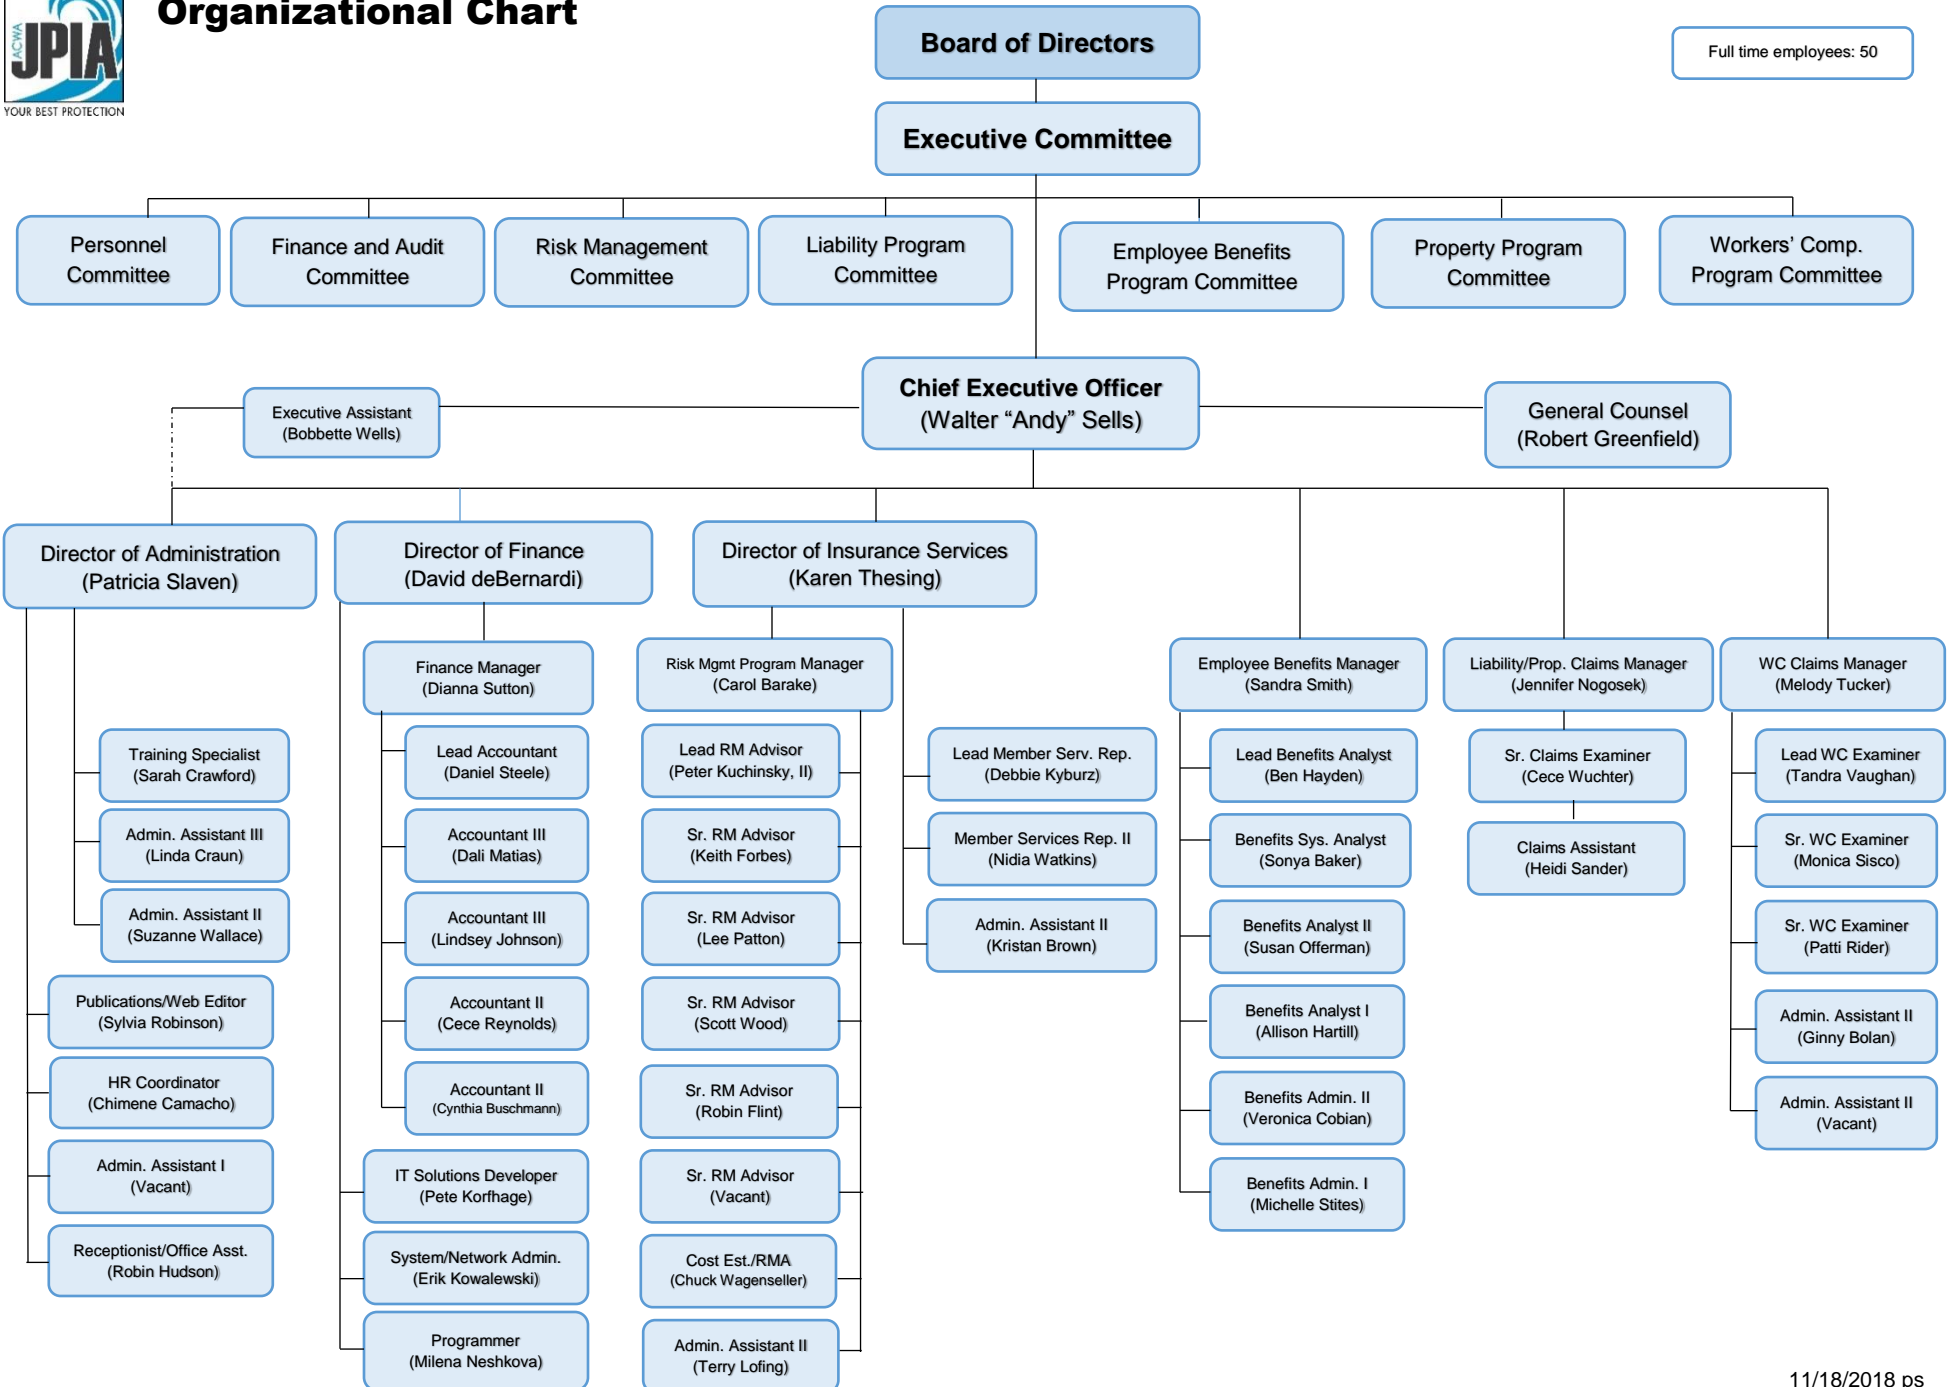 Organizational Chart
ACWA
JPIA
YOUR BEST PROTECTION
Board of Directors
Full time employees: 50
Executive Committee
Personnel
Committee
Finance and Audit
Committee
Risk Management
Committee
Liability Program
Committee
Employee Benefits
Program Committee
Property Program
Committee
Workers' Comp.
Program Committee
Chief Executive Officer
(Walter “Andy” Sells)
Executive Assistant
(Bobbette Wells)
General Counsel
(Robert Greenfield)
Director of Administration
(Patricia Slaven)
Director of Finance
(David deBernardi)
Director of Insurance Services
(Karen Thesing)
Training Specialist
(Sarah Crawford)
Admin. Assistant III
(Linda Craun)
Admin. Assistant II
(Suzanne Wallace)
Publications/Web Editor
(Sylvia Robinson)
HR Coordinator
(Chimene Camacho)
Admin. Assistant I
(Vacant)
Receptionist/Office Asst.
(Robin Hudson)
Finance Manager
(Dianna Sutton)
Lead Accountant
(Daniel Steele)
Accountant III
(Dali Matias)
Accountant III
(Lindsey Johnson)
Accountant II
(Cece Reynolds)
Accountant II
(Cynthia Buschmann)
IT Solutions Developer
(Pete Korfhage)
System/Network Admin.
(Erik Kowalewski)
Programmer
(Milena Neshkova)
Risk Mgmt Program Manager
(Carol Barake)
Lead RM Advisor
(Peter Kuchinsky, II)
Sr. RM Advisor
(Keith Forbes)
Sr. RM Advisor
(Lee Patton)
Sr. RM Advisor
(Scott Wood)
Sr. RM Advisor
(Robin Flint)
Sr. RM Advisor
(Vacant)
Cost Est./RMA
(Chuck Wagenseller)
Admin. Assistant II
(Terry Lofing)
Lead Member Serv. Rep.
(Debbie Kyburz)
Member Services Rep. II
(Nidia Watkins)
Admin. Assistant II
(Kristan Brown)
Employee Benefits Manager
(Sandra Smith)
Lead Benefits Analyst
(Ben Hayden)
Benefits Sys. Analyst
(Sonya Baker)
Benefits Analyst II
(Susan Offerman)
Benefits Analyst I
(Allison Hartill)
Benefits Admin. II
(Veronica Cobian)
Benefits Admin. I
(Michelle Stites)
Liability/Prop. Claims Manager
(Jennifer Nogosek)
Sr. Claims Examiner
(Cece Wuchter)
Claims Assistant
(Heidi Sander)
WC Claims Manager
(Melody Tucker)
Lead WC Examiner
(Tandra Vaughan)
Sr. WC Examiner
(Monica Sisco)
Sr. WC Examiner
(Patti Rider)
Admin. Assistant II
(Ginny Bolan)
Admin. Assistant II
(Vacant)
11/18/2018 ps